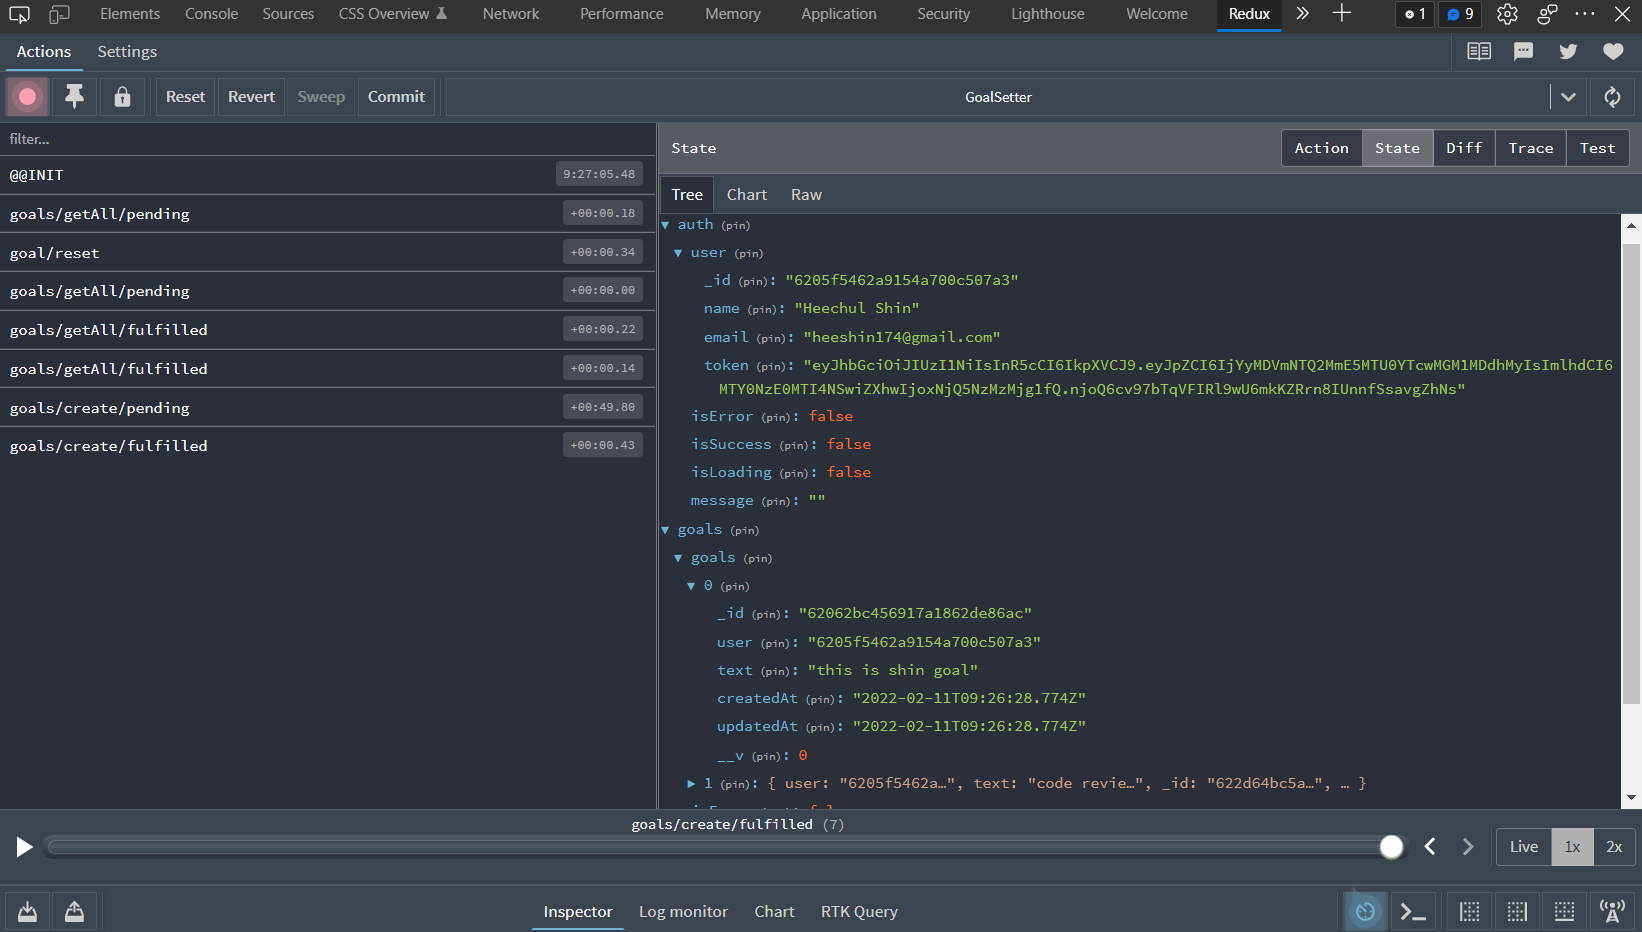 Elements Console Sources CSS Overview Network Performance Memory Application Security Lighthouse Welcome Redux 1 9
Actions Settings
Reset Revert Sweep Commit GoalSetter
filter...
@@INIT 9:27:05.48
goals/getAll/pending +00:00.18
goal/reset +00:00.34
goals/getAll/pending +00:00.00
goals/getAll/fulfilled +00:00.22
goals/getAll/fulfilled +00:00.14
goals/create/pending +00:49.80
goals/create/fulfilled +00:00.43
State Action State Diff Trace Test
Tree Chart Raw
auth (pin)
user (pin)
_id (pin): "6205f5462a9154a700c507a3"
name (pin): "Heechul Shin"
email (pin): "heeshin174@gmail.com"
token (pin): "eyJhbGciOiJIUzI1NiIsInR5cCI6IkpXVCJ9.eyJpZCI6IjYyMDVmNTQ2MmE5MTU0YTcwMGM1MDdhMyIsImlhdCI6
MTY0NzE0MTI4NSwiZXhwIjoxNjQ5NzMzMjg1fQ.njoQ6cv97bTqVFIRl9wU6mkKZRrn8IUnnfSsavgZhNs"
isError (pin): false
isSuccess (pin): false
isLoading (pin): false
message (pin): ""
goals (pin)
goals (pin)
0 (pin)
_id (pin): "62062bc456917a1862de86ac"
user (pin): "6205f5462a9154a700c507a3"
text (pin): "this is shin goal"
createdAt (pin): "2022-02-11T09:26:28.774Z"
updatedAt (pin): "2022-02-11T09:26:28.774Z"
__v (pin): 0
1 (pin): { user: "6205f5462a…", text: "code revie…", _id: "622d64bc5a…", … }
goals/create/fulfilled (7)
Live 1x 2x
Inspector Log monitor Chart RTK Query